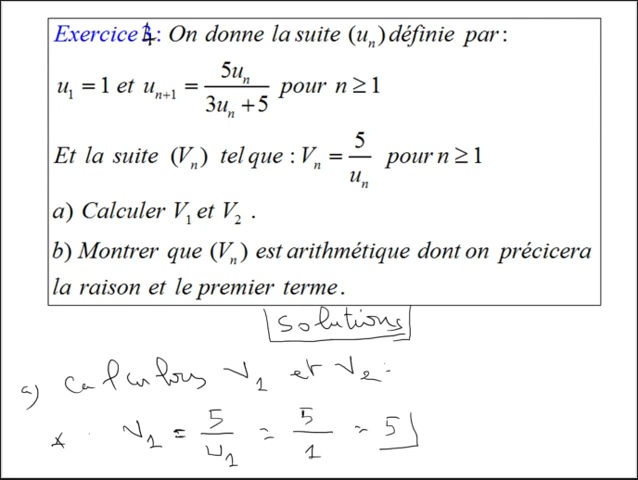 Exercice 4 : On donne la suite (uₙ) définie par :
u₁ = 1 et uₙ₊₁ = 5uₙ / (3uₙ + 5) pour n ≥ 1
Et la suite (Vₙ) tel que : Vₙ = 5 / uₙ pour n ≥ 1
a) Calculer V₁ et V₂ .
b) Montrer que (Vₙ) est arithmétique dont on précicera
la raison et le premier terme .
Solutions
a) Calculons V₁ et V₂ :
* V₁ = 5 / U₁ = 5 / 1 = 5